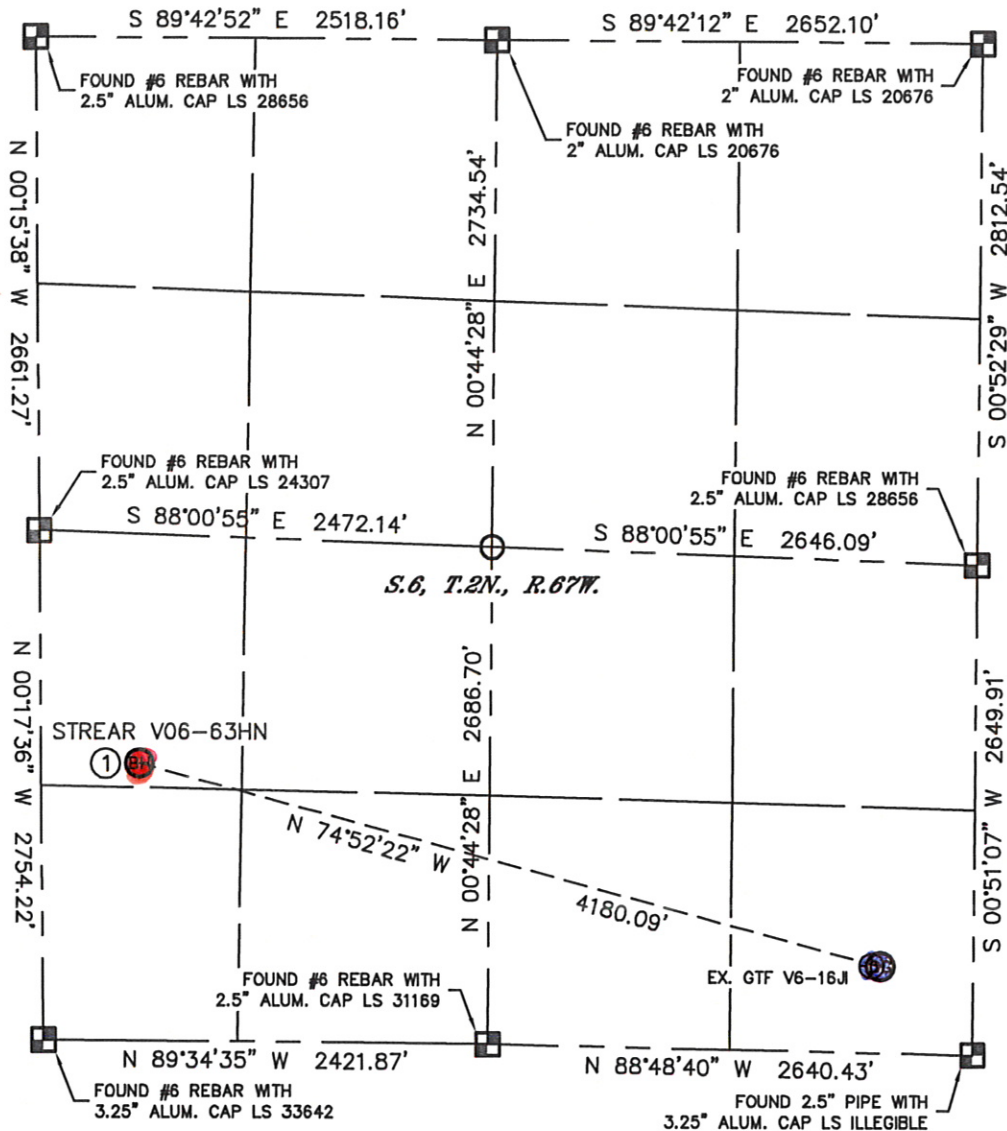 S 89°42'52" E 2518.16'
S 89°42'12" E 2652.10'
FOUND #6 REBAR WITH
2.5" ALUM. CAP LS 28656
FOUND #6 REBAR WITH
2" ALUM. CAP LS 20676
FOUND #6 REBAR WITH
2" ALUM. CAP LS 20676
N 00°15'38" W 2661.27'
N 00°44'28" E 2734.54'
S 00°52'29" W 2812.54'
FOUND #6 REBAR WITH
2.5" ALUM. CAP LS 24307
FOUND #6 REBAR WITH
2.5" ALUM. CAP LS 28656
S 88°00'55" E 2472.14'
S 88°00'55" E 2646.09'
S.6, T.2N., R.67W.
N 00°17'36" W 2754.22'
N 00°44'28" E 2686.70'
S 00°51'07" W 2649.91'
STREAR V06-63HN
1
N 74°52'22" W
4180.09'
EX. GTF V6-16JI
FOUND #6 REBAR WITH
2.5" ALUM. CAP LS 31169
N 89°34'35" W 2421.87'
N 88°48'40" W 2640.43'
FOUND #6 REBAR WITH
3.25" ALUM. CAP LS 33642
FOUND 2.5" PIPE WITH
3.25" ALUM. CAP LS ILLEGIBLE